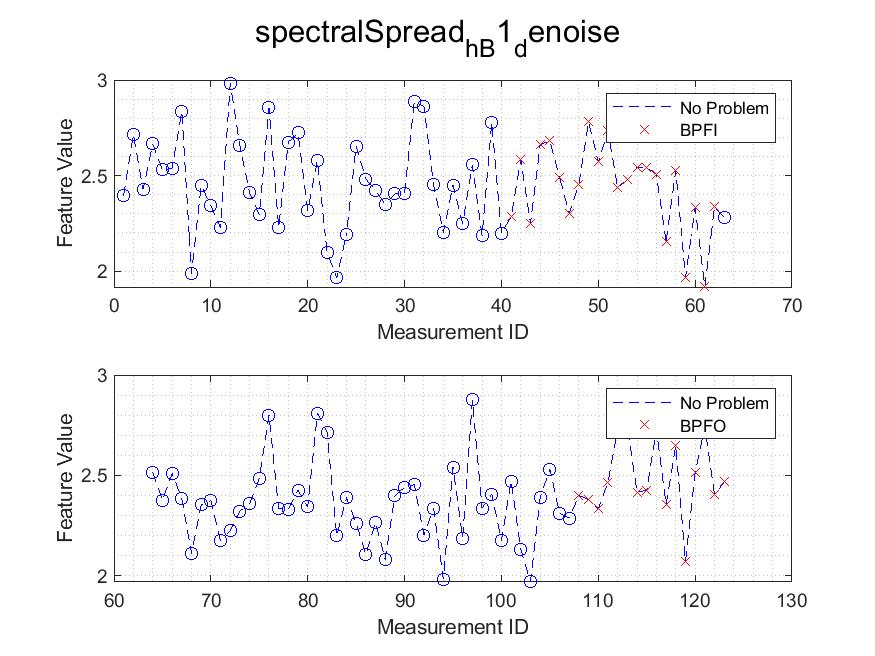 spectralSpread_hB1_denoise
3
2.5
2
Feature Value
No Problem
BPFI
0 10 20 30 40 50 60 70
Measurement ID
3
2.5
2
Feature Value
No Problem
BPFO
60 70 80 90 100 110 120 130
Measurement ID